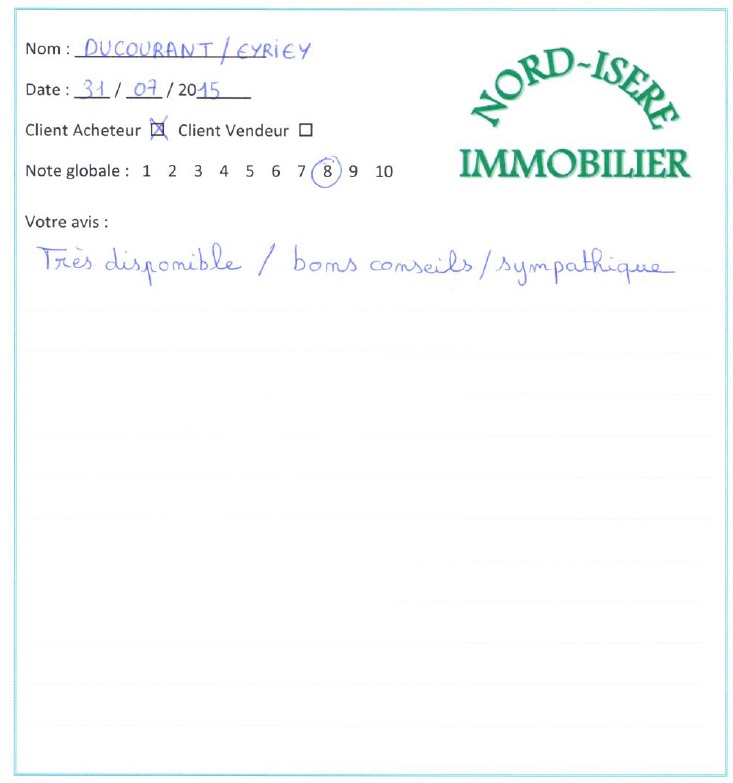 Nom : DUCOURANT / EYRIEY
Date : 31 / 07 / 2015
Client Acheteur ☒ Client Vendeur ☐
Note globale : 1 2 3 4 5 6 7 8 9 10
NORD-ISERE
IMMOBILIER
Votre avis :
Très disponible / bons conseils / sympathique